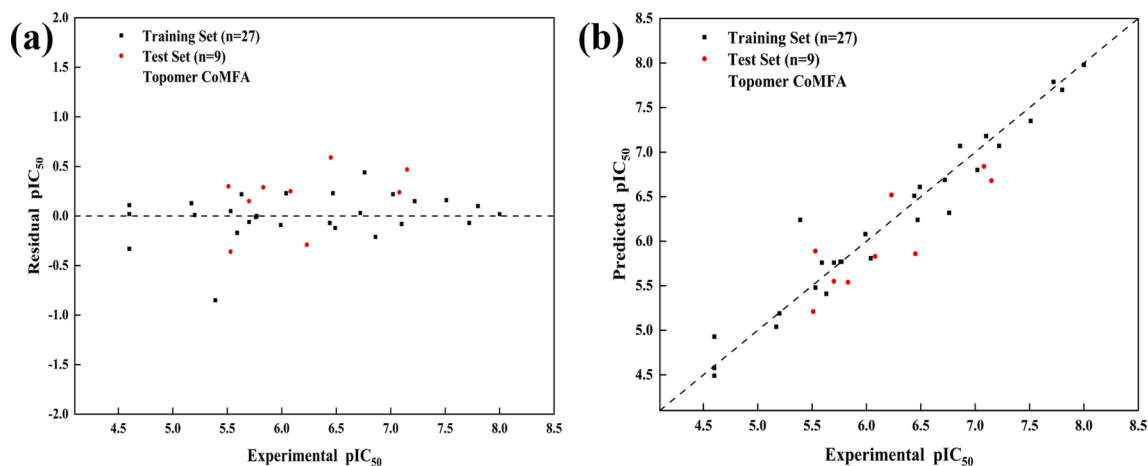 (a)
Training Set (n=27)
Test Set (n=9)
Topomer CoMFA
Residual pIC50
2.0
1.5
1.0
0.5
0.0
-0.5
-1.0
-1.5
-2.0
4.5 5.0 5.5 6.0 6.5 7.0 7.5 8.0 8.5
Experimental pIC50
(b)
Training Set (n=27)
Test Set (n=9)
Topomer CoMFA
Predicted pIC50
8.5
8.0
7.5
7.0
6.5
6.0
5.5
5.0
4.5
4.5 5.0 5.5 6.0 6.5 7.0 7.5 8.0 8.5
Experimental pIC50